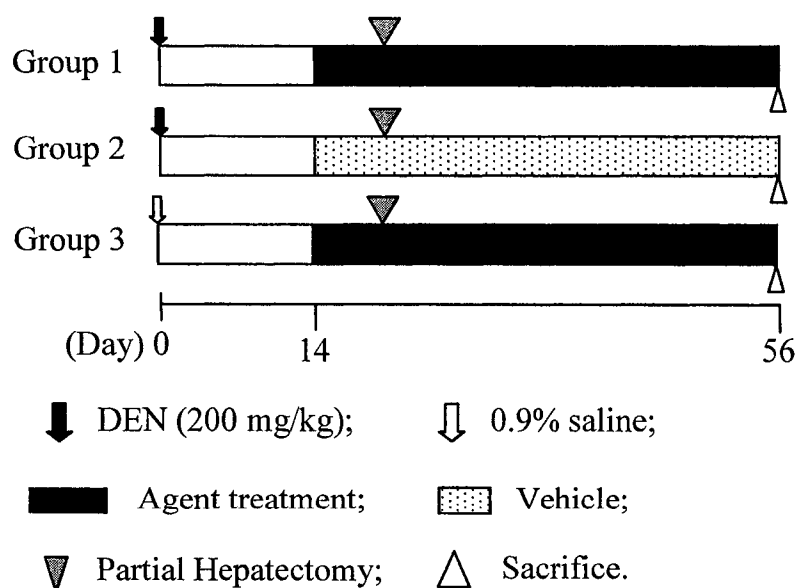 Group 1
Group 2
Group 3
(Day) 0 14 56
DEN (200 mg/kg); 0.9% saline;
Agent treatment; Vehicle;
Partial Hepatectomy; Sacrifice.